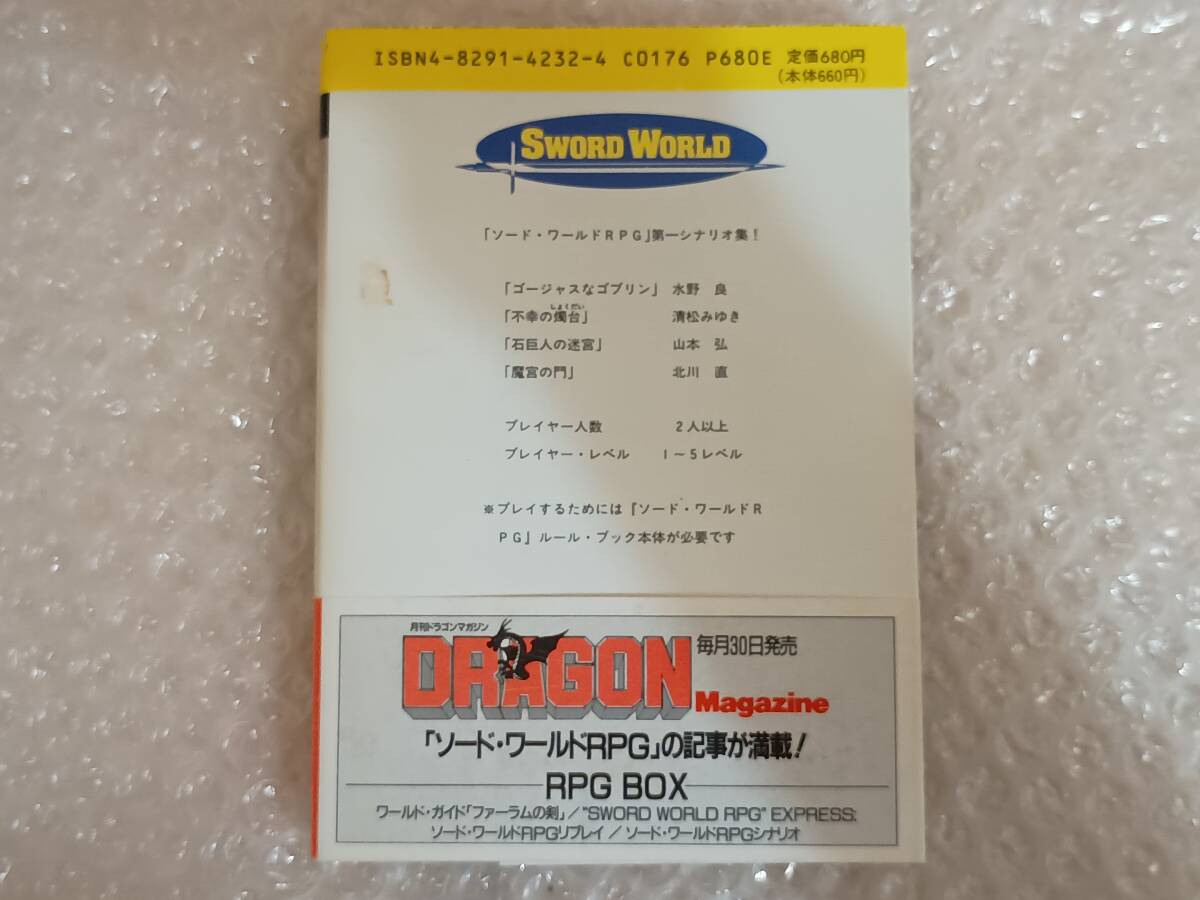 ISBN4-8291-4232-4 C0176 P680E 定価680円
(本体660円)
SWORD WORLD
「ソード・ワールドRPG」第一シナリオ集!
「ゴージャスなゴブリン」 水野 良
しょくだい
「不幸の燭台」 清松みゆき
「石巨人の迷宮」 山本 弘
「魔宮の門」 北川 直
プレイヤー人数 2人以上
プレイヤー・レベル 1〜5レベル
※プレイするためには『ソード・ワールドR
PG』ルール・ブック本体が必要です
月刊ドラゴンマガジン
DRAGON Magazine 毎月30日発売
「ソード・ワールドRPG」の記事が満載!
RPG BOX
ワールド・ガイド「ファーラムの剣」/"SWORD WORLD RPG" EXPRESS:
ソード・ワールドRPGリプレイ/ソード・ワールドRPGシナリオ